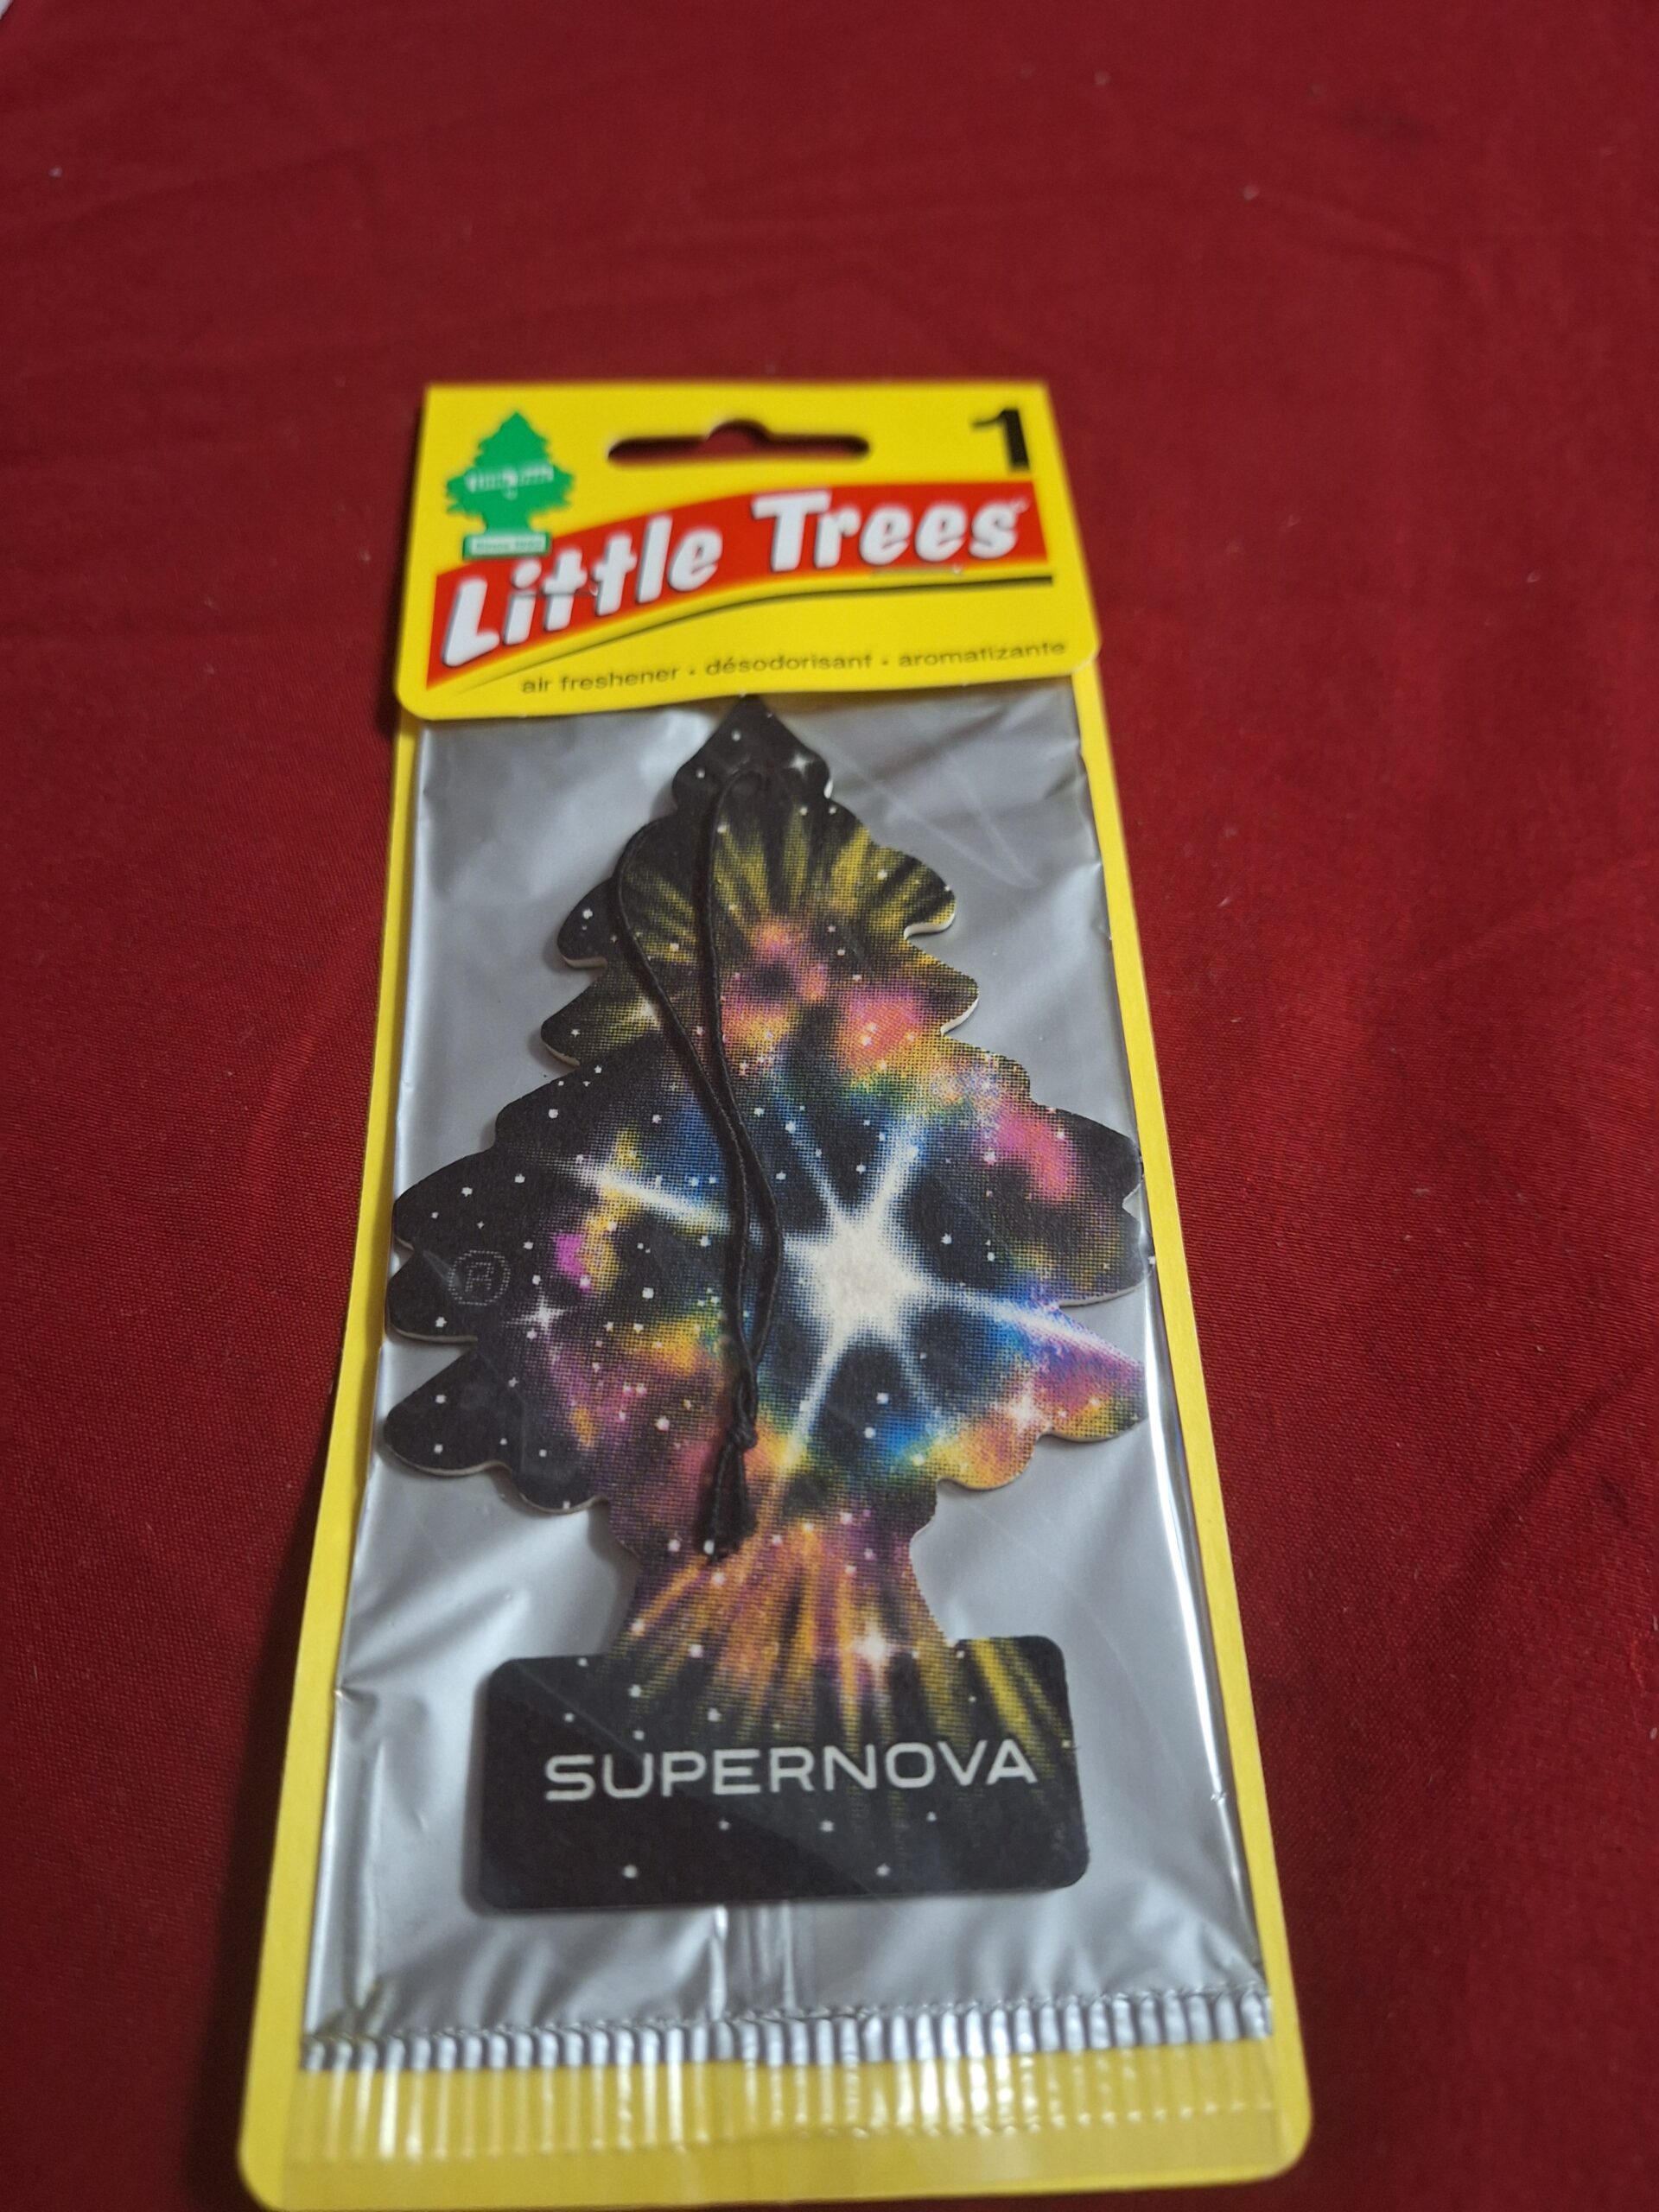 1
Little Trees
air freshener • désodorisant • aromatizante
®
SUPERNOVA